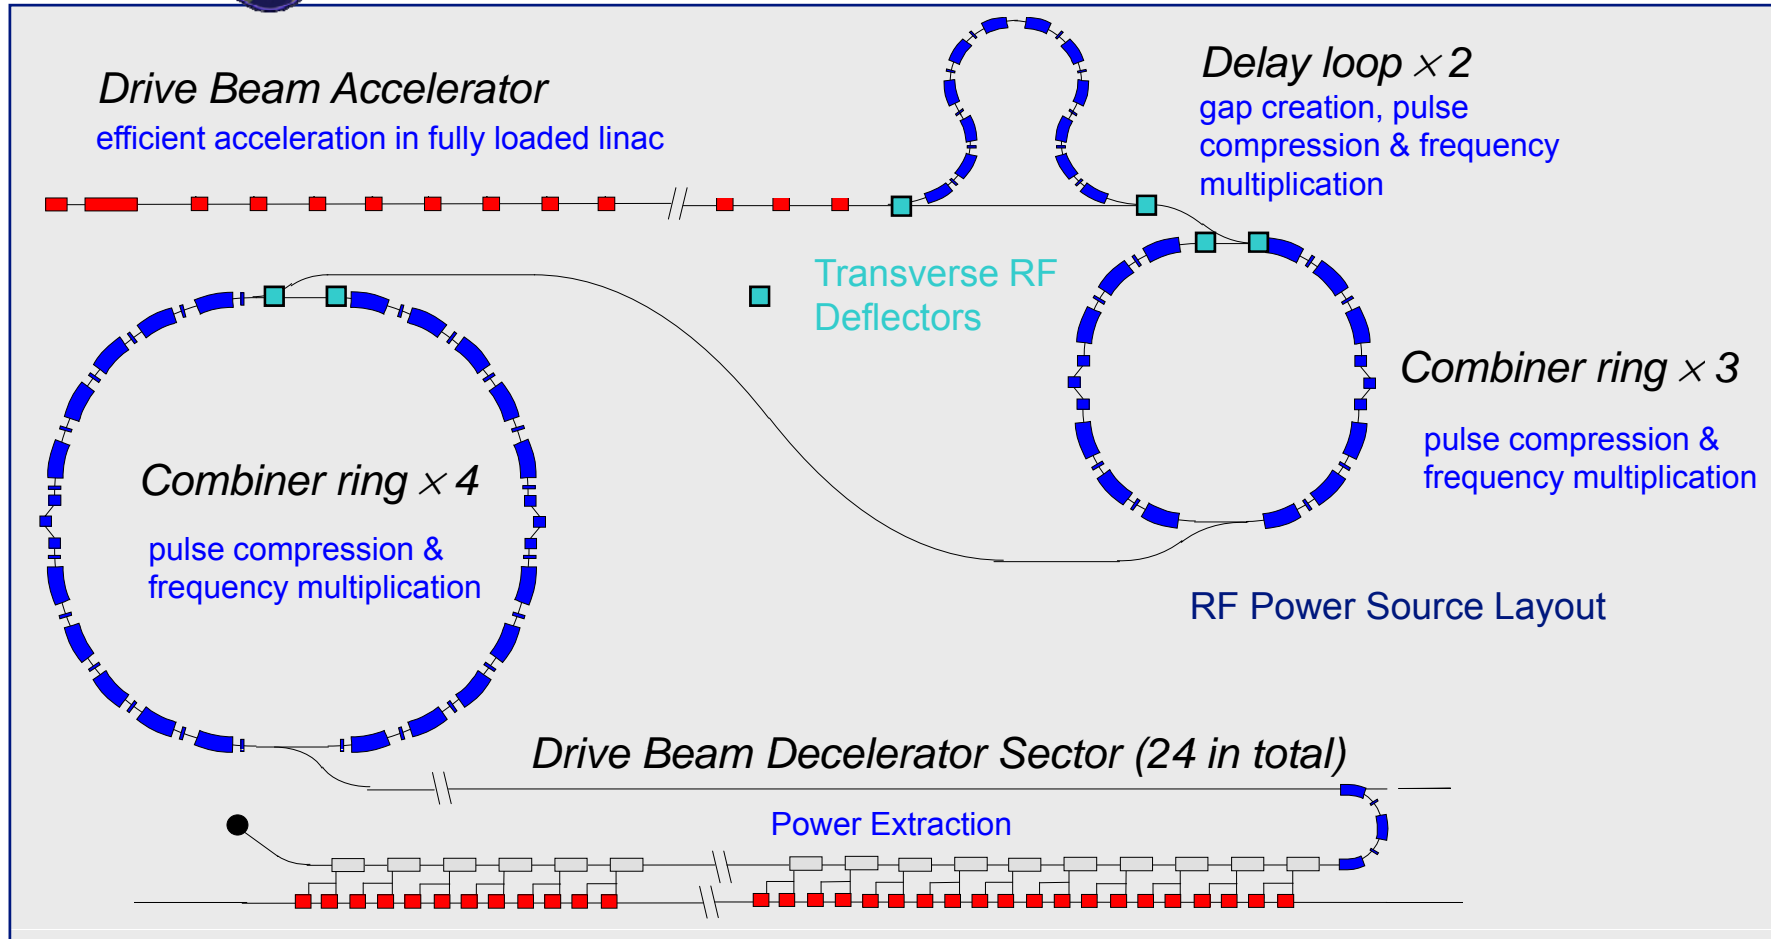 Drive Beam Accelerator
efficient acceleration in fully loaded linac
Delay loop × 2
gap creation, pulse
compression & frequency
multiplication
Transverse RF
Deflectors
Combiner ring × 3
pulse compression &
frequency multiplication
Combiner ring × 4
pulse compression &
frequency multiplication
RF Power Source Layout
Drive Beam Decelerator Sector (24 in total)
Power Extraction